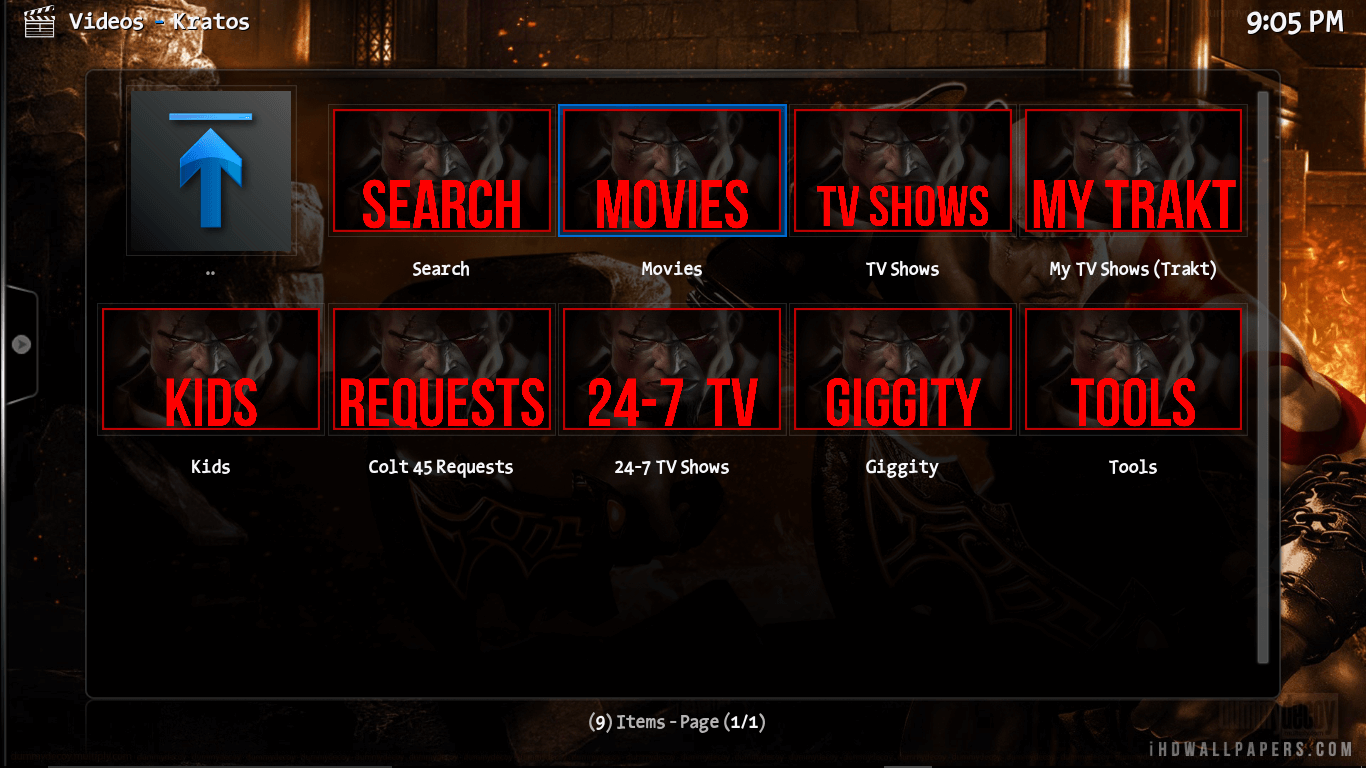 Videos - Kratos
9:05 PM
SEARCH
MOVIES
TV SHOWS
MY TRAKT
..
Search
Movies
TV Shows
My TV Shows (Trakt)
KIDS
REQUESTS
24-7 TV
GIGGITY
TOOLS
Kids
Colt 45 Requests
24-7 TV Shows
Giggity
Tools
(9) Items - Page (1/1)
iHDWALLPAPERS.COM